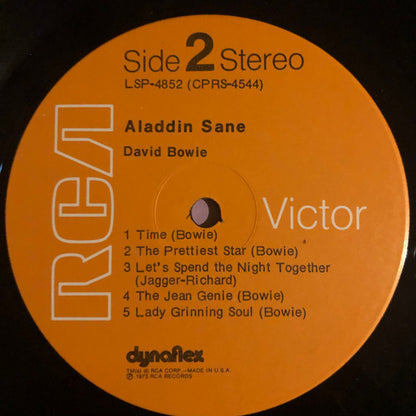 Side 2 Stereo
LSP-4852 (CPRS-4544)
Aladdin Sane
David Bowie
RCA
Victor
1 Time (Bowie)
2 The Prettiest Star (Bowie)
3 Let's Spend the Night Together
(Jagger-Richard)
4 The Jean Genie (Bowie)
5 Lady Grinning Soul (Bowie)
dynaflex
TM(s) ® RCA CORP.—MADE IN U.S.A.
℗ 1973 RCA RECORDS